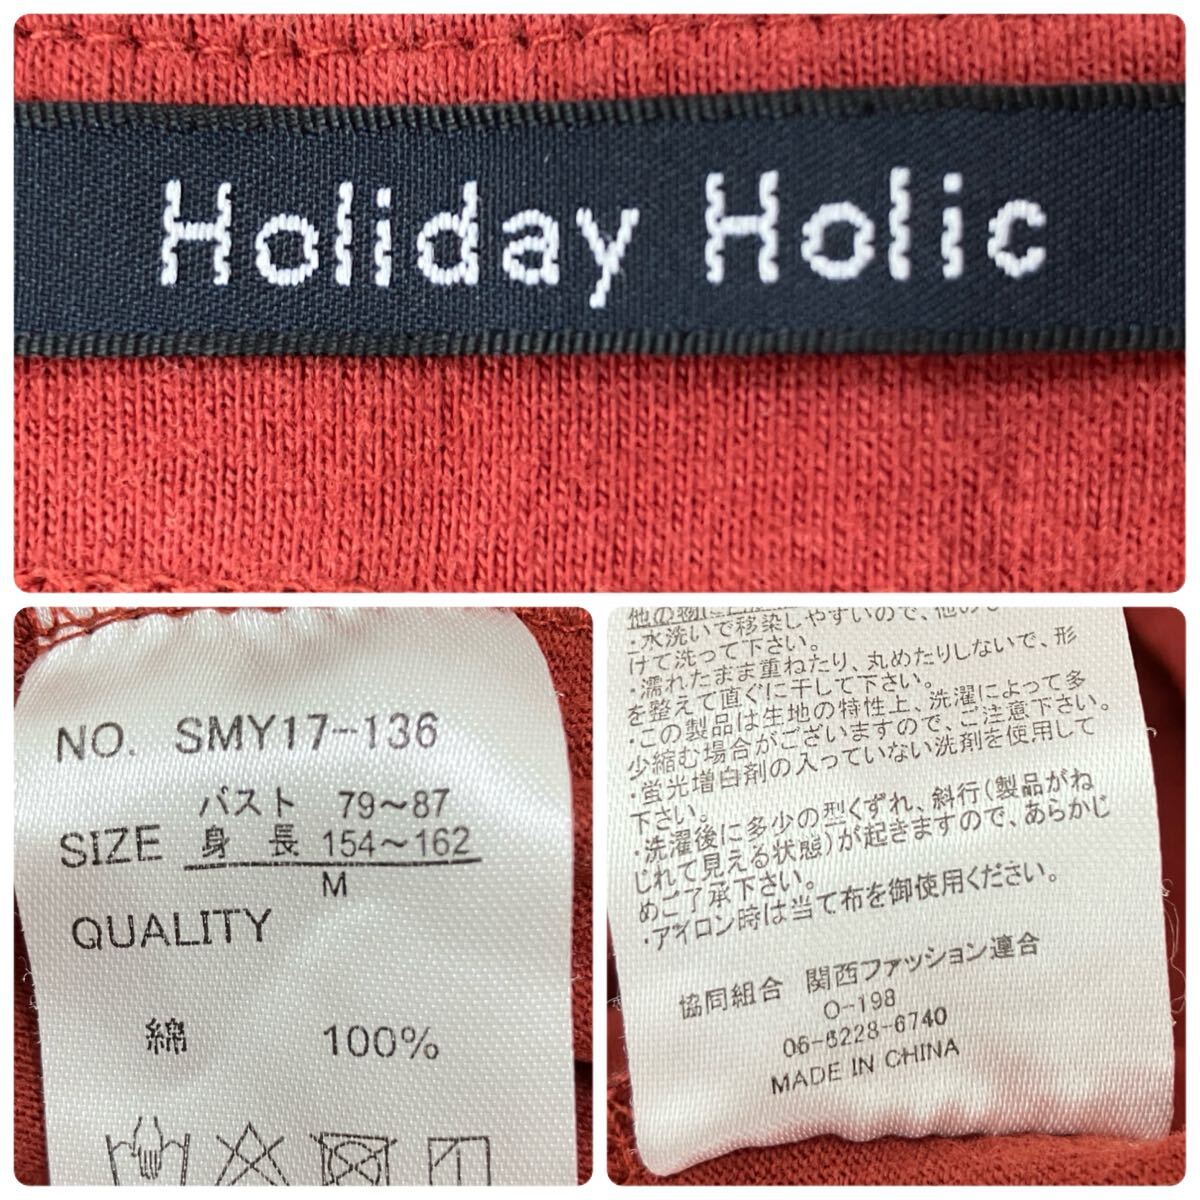 Holiday Holic
NO. SMY17-136
バスト 79~87
SIZE 身長 154~162
M
QUALITY
綿 100%
・水洗いで移染しやすいので、他の
けて洗って下さい。
・濡れたまま重ねたり、丸めたりしないで、形
を整えて直ぐに干して下さい。
・この製品は生地の特性上、洗濯によって多
少縮む場合がございますので、ご注意下さい。
・蛍光増白剤の入っていない洗剤を使用して
下さい。
・洗濯後に多少の型くずれ、斜行(製品がね
じれて見える状態)が起きますので、あらかじ
めご了承下さい。
・アイロン時は当て布を御使用ください。
協同組合 関西ファッション連合
O-198
06-6228-6740
MADE IN CHINA